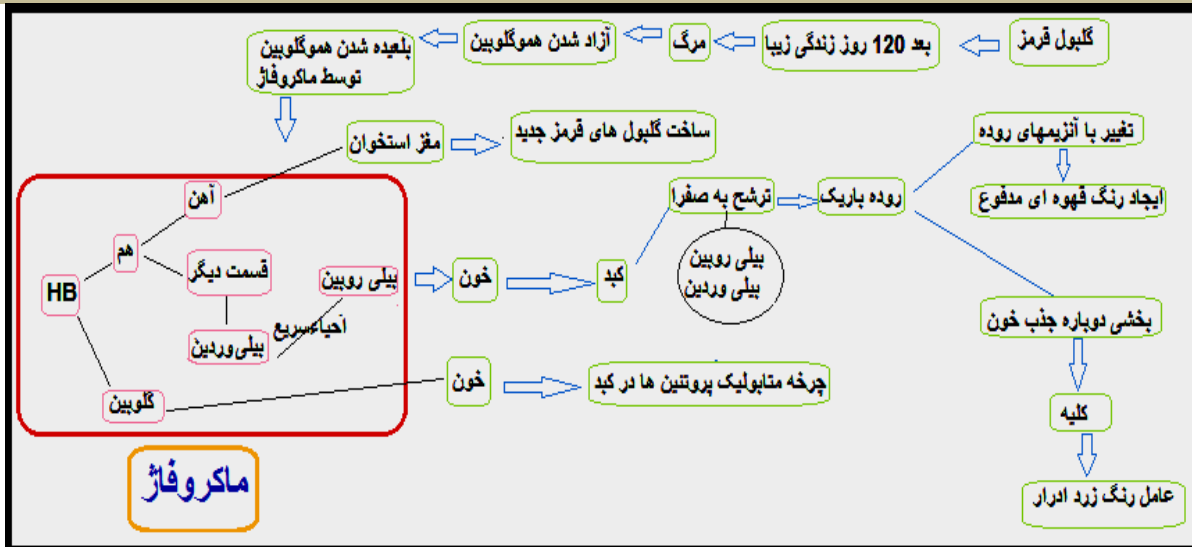 گلبول قرمز
بعد 120 روز زندگی زیبا
مرگ
آزاد شدن هموگلوبین
بلعیده شدن هموگلوبین
توسط ماکروفاژ
مغز استخوان
ساخت گلبول های قرمز جدید
آهن
هم
HB
قسمت دیگر
بیلی وردین
احیاءسریع
بیلی روبین
گلوبین
ماکروفاژ
خون
کبد
ترشح به صفرا
بیلی روبین
بیلی وردین
روده باریک
تغییر با آنزیمهای روده
ایجاد رنگ قهوه ای مدفوع
بخشی دوباره جذب خون
کلیه
عامل رنگ زرد ادرار
خون
چرخه متابولیک پروتئین ها در کبد